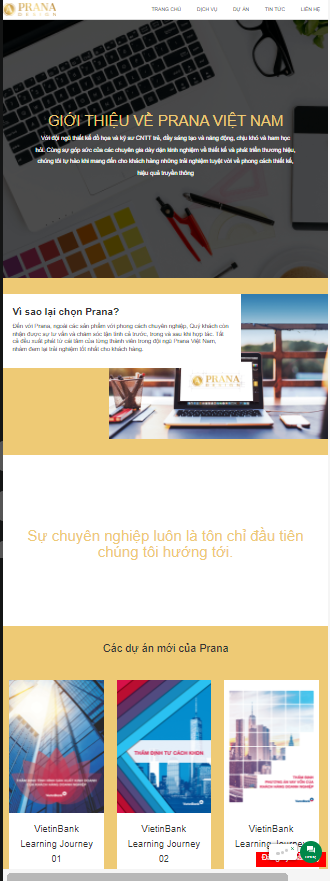 PRANA
DESIGN
TRANG CHỦ DỊCH VỤ DỰ ÁN TIN TỨC LIÊN HỆ
GIỚI THIỆU VỀ PRANA VIỆT NAM
Với đội ngũ thiết kế đồ họa và kỹ sư CNTT trẻ, đầy sáng tạo và năng động, chịu khó và ham học
hỏi. Cùng sự góp sức của các chuyên gia dày dặn kinh nghiệm về thiết kế và phát triển thương hiệu,
chúng tôi tự hào khi mang đến cho khách hàng những trải nghiệm tuyệt vời về phong cách thiết kế,
hiệu quả truyền thông
Vì sao lại chọn Prana?
Đến với Prana, ngoài các sản phẩm với phong cách chuyên nghiệp, Quý khách còn
nhận được sự tư vấn và chăm sóc tận tình cả trước, trong và sau khi hợp tác. Tất
cả đều xuất phát từ cái tâm của từng thành viên trong đội ngũ Prana Việt Nam,
nhằm đem lại trải nghiệm tốt nhất cho khách hàng.
PRANA
DESIGN
Sự chuyên nghiệp luôn là tôn chỉ đầu tiên
chúng tôi hướng tới.
Các dự án mới của Prana
THẨM ĐỊNH TƯ CÁCH KHDN
THẨM ĐỊNH
VietinBank
Learning Journey
01
VietinBank
Learning Journey
02
VietinBank
Learning Journey